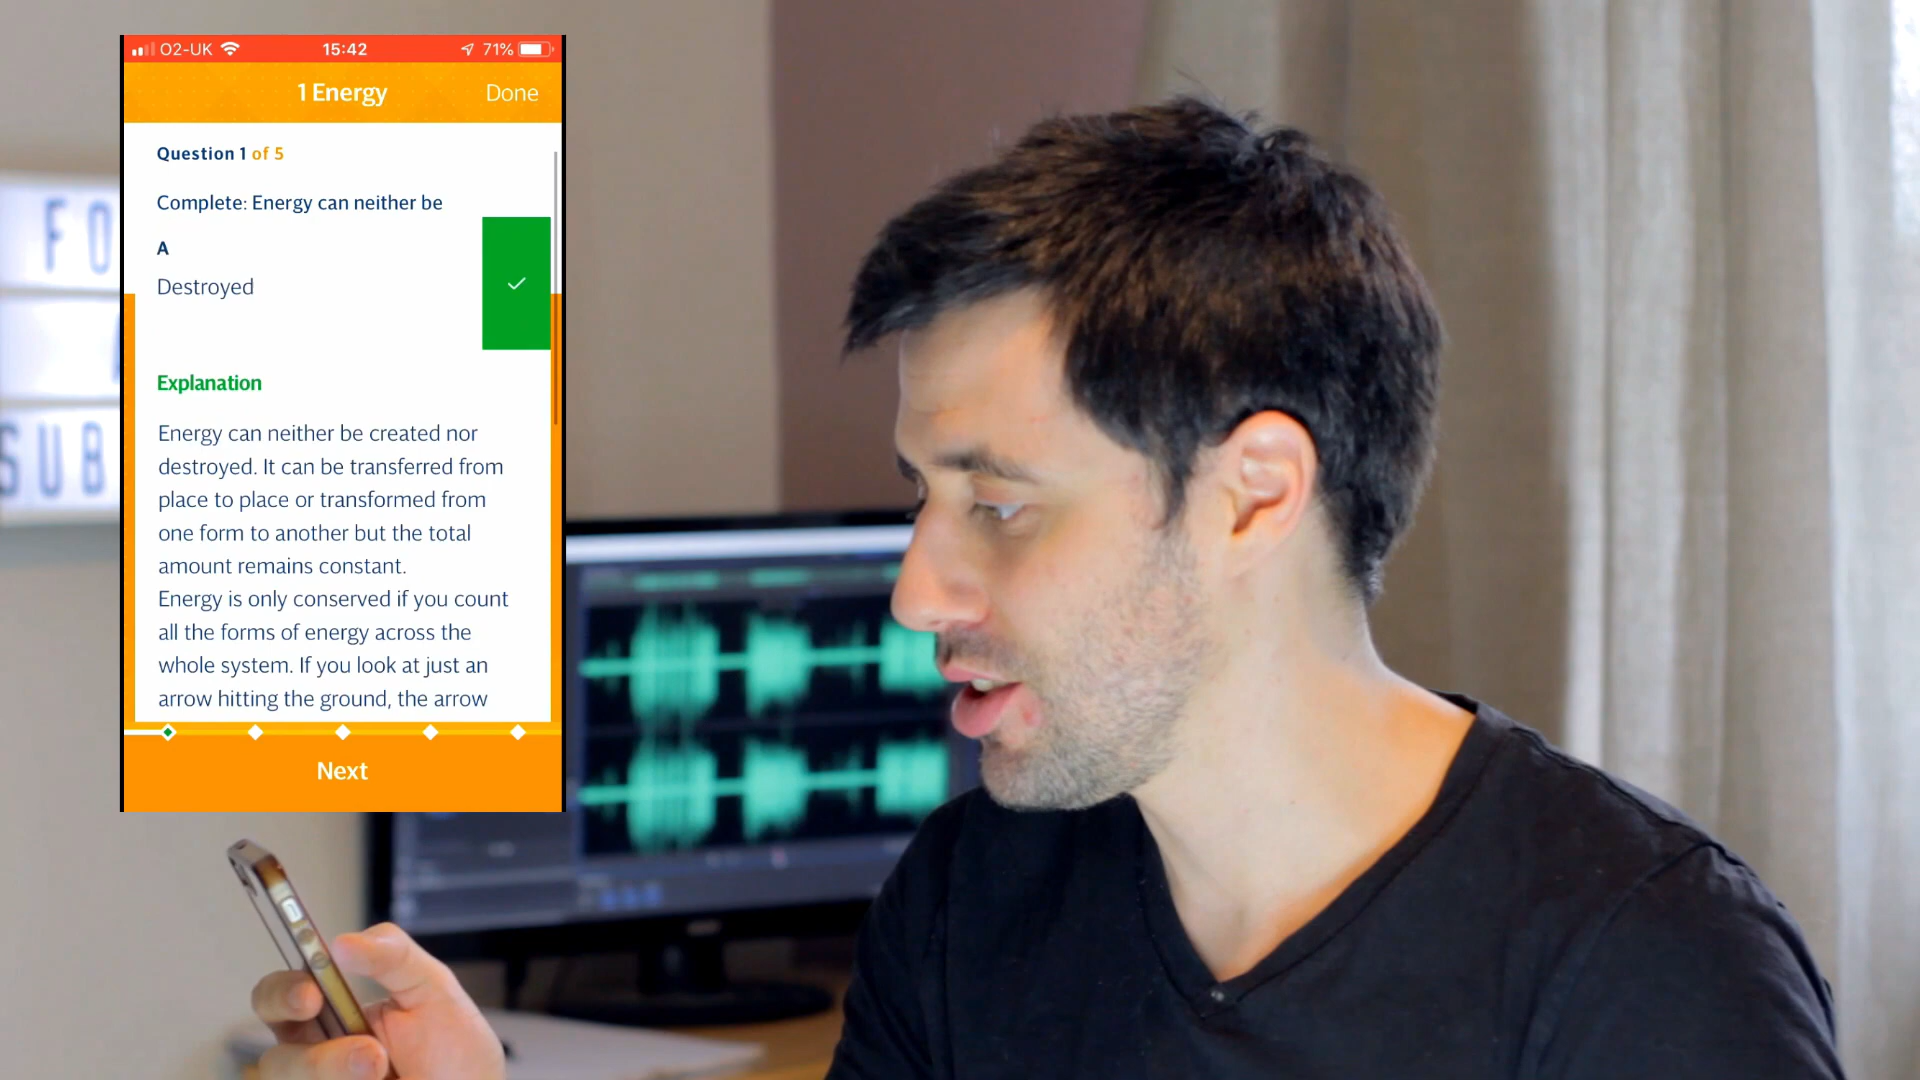 O2-UK 15:42 71%
1 Energy Done
Question 1 of 5
Complete: Energy can neither be
A
Destroyed
Explanation
Energy can neither be created nor
destroyed. It can be transferred from
place to place or transformed from
one form to another but the total
amount remains constant.
Energy is only conserved if you count
all the forms of energy across the
whole system. If you look at just an
arrow hitting the ground, the arrow
Next
FO
SUB